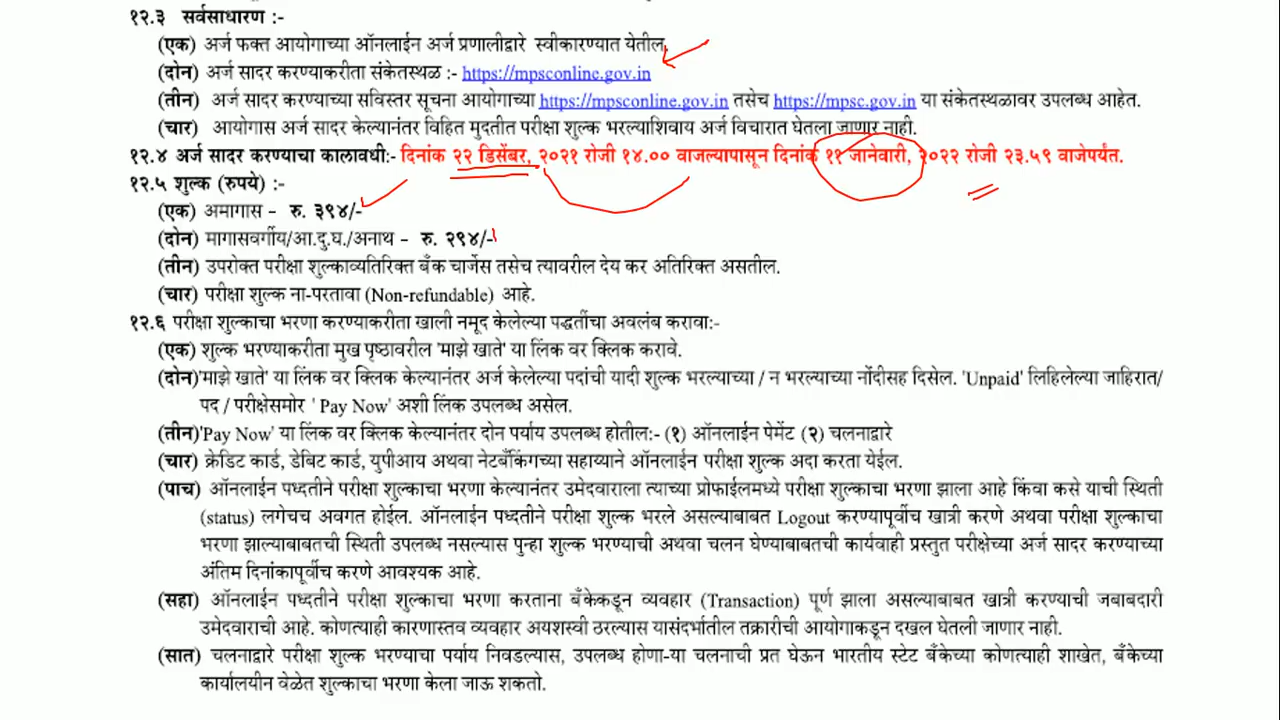 १२.३ सर्वसाधारण :-
(एक) अर्ज फक्त आयोगाच्या ऑनलाईन अर्ज प्रणालीद्वारे स्वीकारण्यात येतील.
(दोन) अर्ज सादर करण्याकरीता संकेतस्थळ :- https://mpsconline.gov.in
(तीन) अर्ज सादर करण्याच्या सविस्तर सूचना आयोगाच्या https://mpsconline.gov.in तसेच https://mpsc.gov.in या संकेतस्थळावर उपलब्ध आहेत.
(चार) आयोगास अर्ज सादर केल्यानंतर विहित मुदतीत परीक्षा शुल्क भरल्याशिवाय अर्ज विचारात घेतला जाणार नाही.
१२.४ अर्ज सादर करण्याचा कालावधी:- दिनांक २२ डिसेंबर, २०२१ रोजी १४.०० वाजल्यापासून दिनांक ११ जानेवारी, २०२२ रोजी २३.५९ वाजेपर्यंत.
१२.५ शुल्क (रुपये) :-
(एक) अमागास - रु. ३९४/-
(दोन) मागासवर्गीय/आ.दु.घ./अनाथ - रु. २९४/-
(तीन) उपरोक्त परीक्षा शुल्काव्यतिरिक्त बँक चार्जेस तसेच त्यावरील देय कर अतिरिक्त असतील.
(चार) परीक्षा शुल्क ना-परतावा (Non-refundable) आहे.
१२.६ परीक्षा शुल्काचा भरणा करण्याकरीता खाली नमूद केलेल्या पद्धतींचा अवलंब करावा:-
(एक) शुल्क भरण्याकरीता मुख पृष्ठावरील 'माझे खाते' या लिंक वर क्लिक करावे.
(दोन) 'माझे खाते' या लिंक वर क्लिक केल्यानंतर अर्ज केलेल्या पदांची यादी शुल्क भरल्याच्या / न भरल्याच्या नोंदीसह दिसेल. 'Unpaid' लिहिलेल्या जाहिरात/
पद / परीक्षेसमोर ' Pay Now' अशी लिंक उपलब्ध असेल.
(तीन) 'Pay Now' या लिंक वर क्लिक केल्यानंतर दोन पर्याय उपलब्ध होतील:- (१) ऑनलाईन पेमेंट (२) चलनाद्वारे
(चार) क्रेडिट कार्ड, डेबिट कार्ड, युपीआय अथवा नेटबँकिंगच्या सहाय्याने ऑनलाईन परीक्षा शुल्क अदा करता येईल.
(पाच) ऑनलाईन पध्दतीने परीक्षा शुल्काचा भरणा केल्यानंतर उमेदवाराला त्याच्या प्रोफाईलमध्ये परीक्षा शुल्काचा भरणा झाला आहे किंवा कसे याची स्थिती
(status) लगेचच अवगत होईल. ऑनलाईन पध्दतीने परीक्षा शुल्क भरले असल्याबाबत Logout करण्यापूर्वीच खात्री करणे अथवा परीक्षा शुल्काचा
भरणा झाल्याबाबतची स्थिती उपलब्ध नसल्यास पुन्हा शुल्क भरण्याची अथवा चलन घेण्याबाबतची कार्यवाही प्रस्तुत परीक्षेच्या अर्ज सादर करण्याच्या
अंतिम दिनांकापूर्वीच करणे आवश्यक आहे.
(सहा) ऑनलाईन पध्दतीने परीक्षा शुल्काचा भरणा करताना बँकेकडून व्यवहार (Transaction) पूर्ण झाला असल्याबाबत खात्री करण्याची जबाबदारी
उमेदवाराची आहे. कोणत्याही कारणास्तव व्यवहार अयशस्वी ठरल्यास यासंदर्भातील तक्रारीची आयोगाकडून दखल घेतली जाणार नाही.
(सात) चलनाद्वारे परीक्षा शुल्क भरण्याचा पर्याय निवडल्यास, उपलब्ध होणा-या चलनाची प्रत घेऊन भारतीय स्टेट बँकेच्या कोणत्याही शाखेत, बँकेच्या
कार्यालयीन वेळेत शुल्काचा भरणा केला जाऊ शकतो.